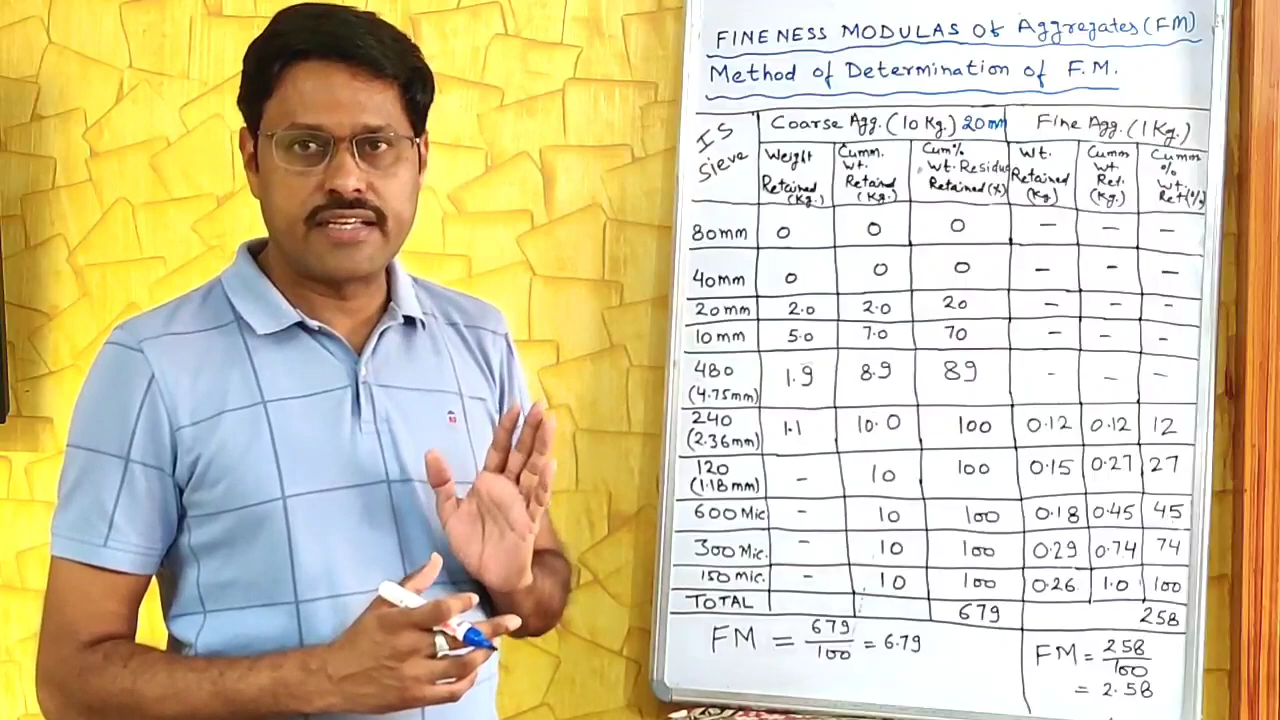 FINENESS MODULAS Of Aggregates (FM)
Method of Determination of F.M.
IS Sieve | Coarse Agg. (10 Kg.) 20mm | Fine Agg. (1 Kg.)
Weight Retained (Kg.) | Cumm. wt. Retained (Kg.) | Cum% wt. Residue Retained (%) | Wt. Retained (Kg) | Cumm wt. Ret. (Kg.) | Cumm % wt. Ret (%)
80mm 0 0 0 – – –
40mm 0 0 0 – – –
20mm 2.0 2.0 20 – – –
10mm 5.0 7.0 70 – – –
480 (4.75mm) 1.9 8.9 89 – – –
240 (2.36mm) 1.1 10.0 100 0.12 0.12 12
120 (1.18mm) – 10 100 0.15 0.27 27
600 Mic – 10 100 0.18 0.45 45
300 Mic. – 10 100 0.29 0.74 74
150 Mic. – 10 100 0.26 1.0 100
TOTAL 679 258
FM = 679/100 = 6.79
FM = 258/100
= 2.58